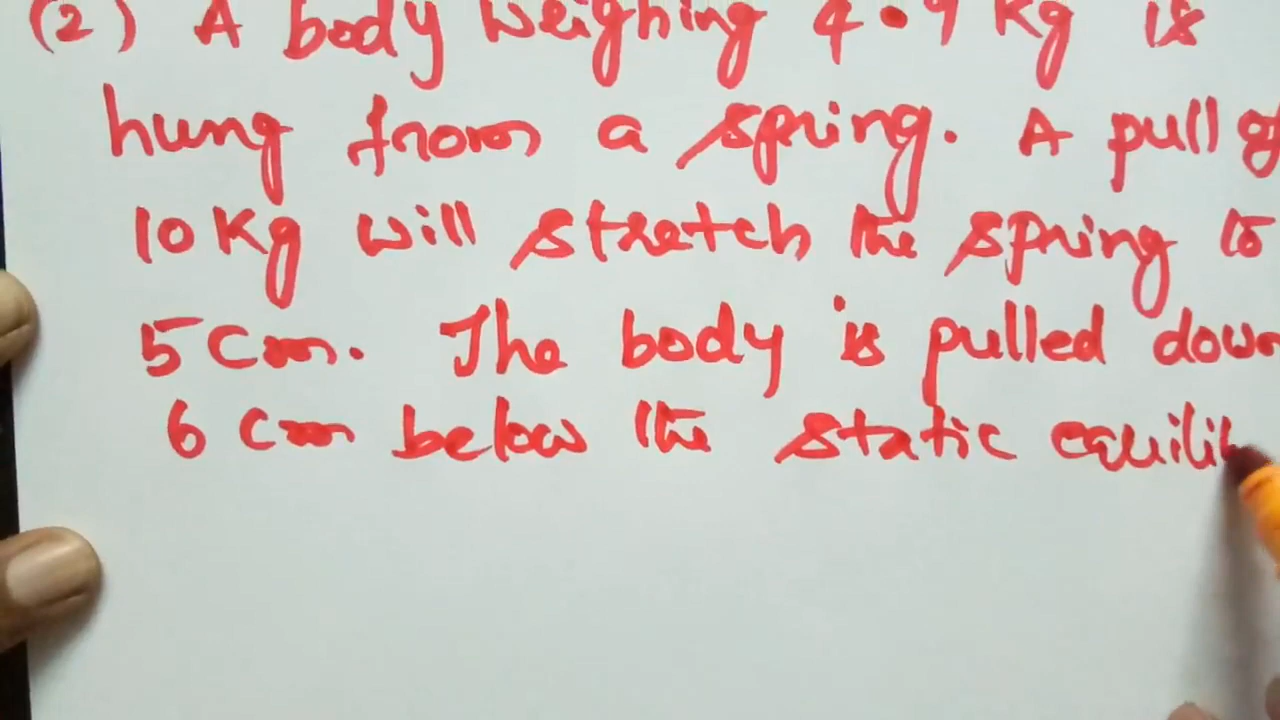 (2) A body weighing 4.9 Kg is
hung from a spring. A pull of
10 Kg will stretch the spring to
5 cm. The body is pulled down
6 cm below the static equilib